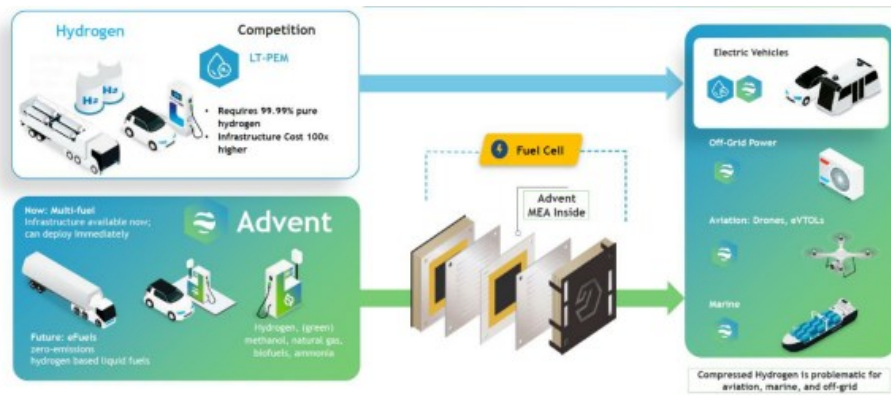 Hydrogen
Competition
LT-PEM
H₂
H₂
• Requires 99.99% pure
hydrogen
• Infrastructure Cost 100x
higher
Now: Multi-fuel
Infrastructure available now;
can deploy immediately
Advent
Future: eFuels
zero-emissions
hydrogen based liquid fuels
Hydrogen, (green)
methanol, natural gas,
biofuels, ammonia
Fuel Cell
Advent
MEA Inside
Electric Vehicles
Off-Grid Power
Aviation: Drones, eVTOLs
Marine
Compressed Hydrogen is problematic for
aviation, marine, and off-grid